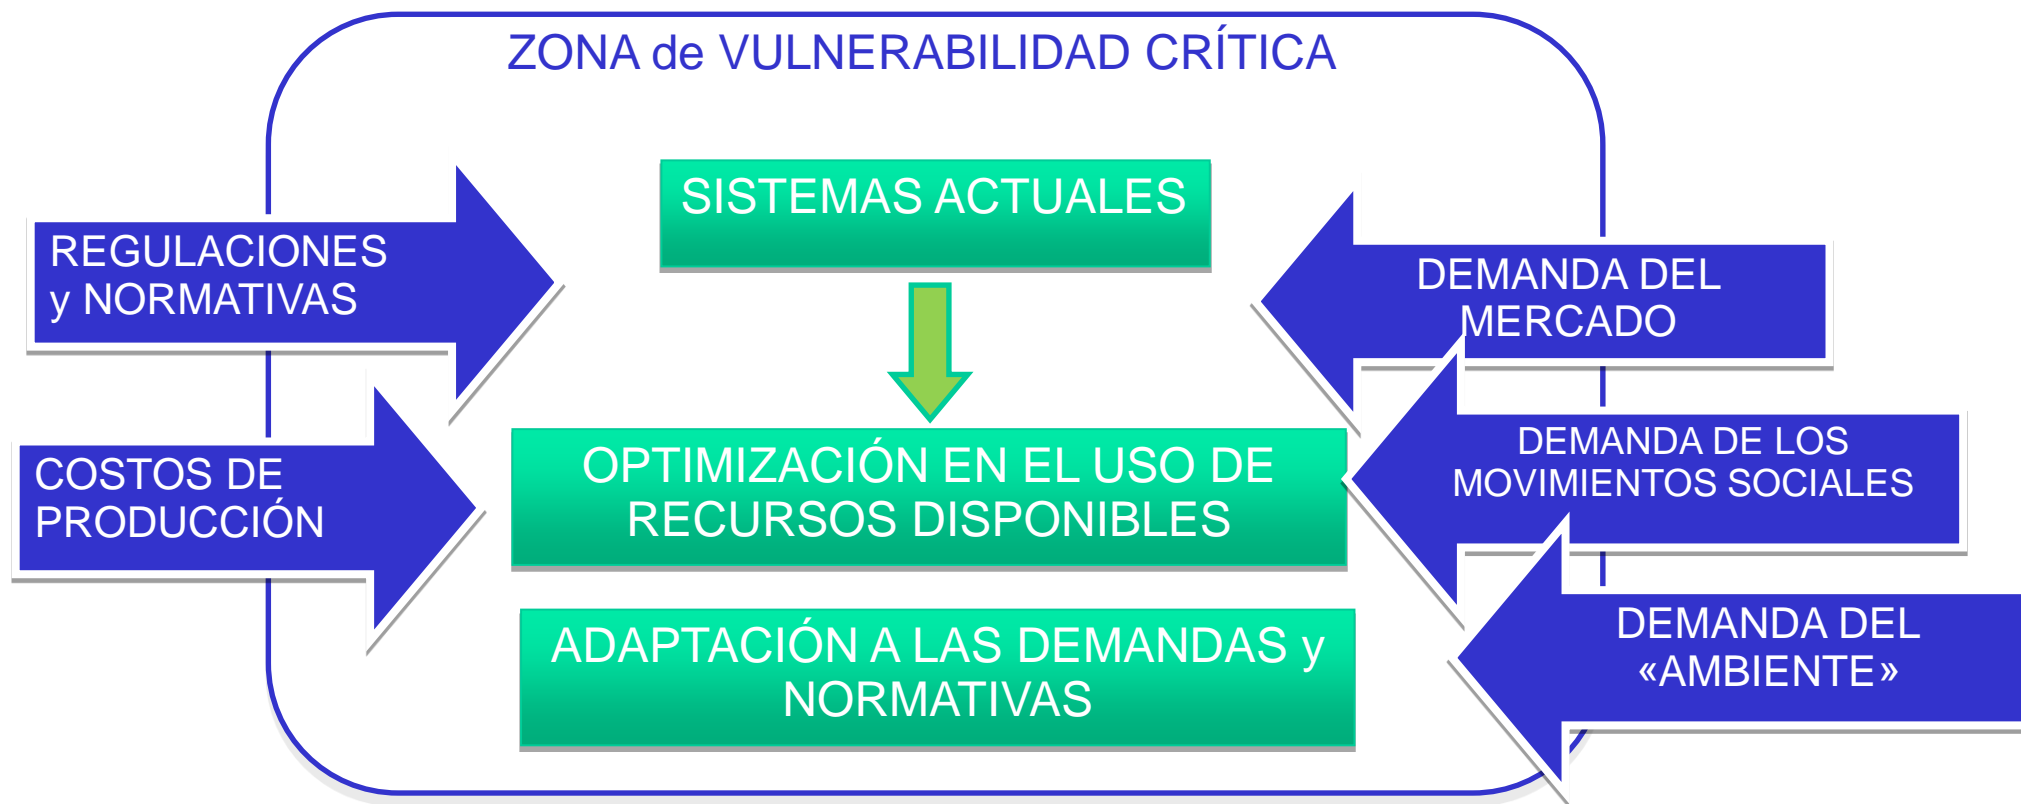 ZONA de VULNERABILIDAD CRÍTICA
SISTEMAS ACTUALES
REGULACIONES
y NORMATIVAS
DEMANDA DEL
MERCADO
COSTOS DE
PRODUCCIÓN
OPTIMIZACIÓN EN EL USO DE
RECURSOS DISPONIBLES
DEMANDA DE LOS
MOVIMIENTOS SOCIALES
ADAPTACIÓN A LAS DEMANDAS y
NORMATIVAS
DEMANDA DEL
«AMBIENTE»